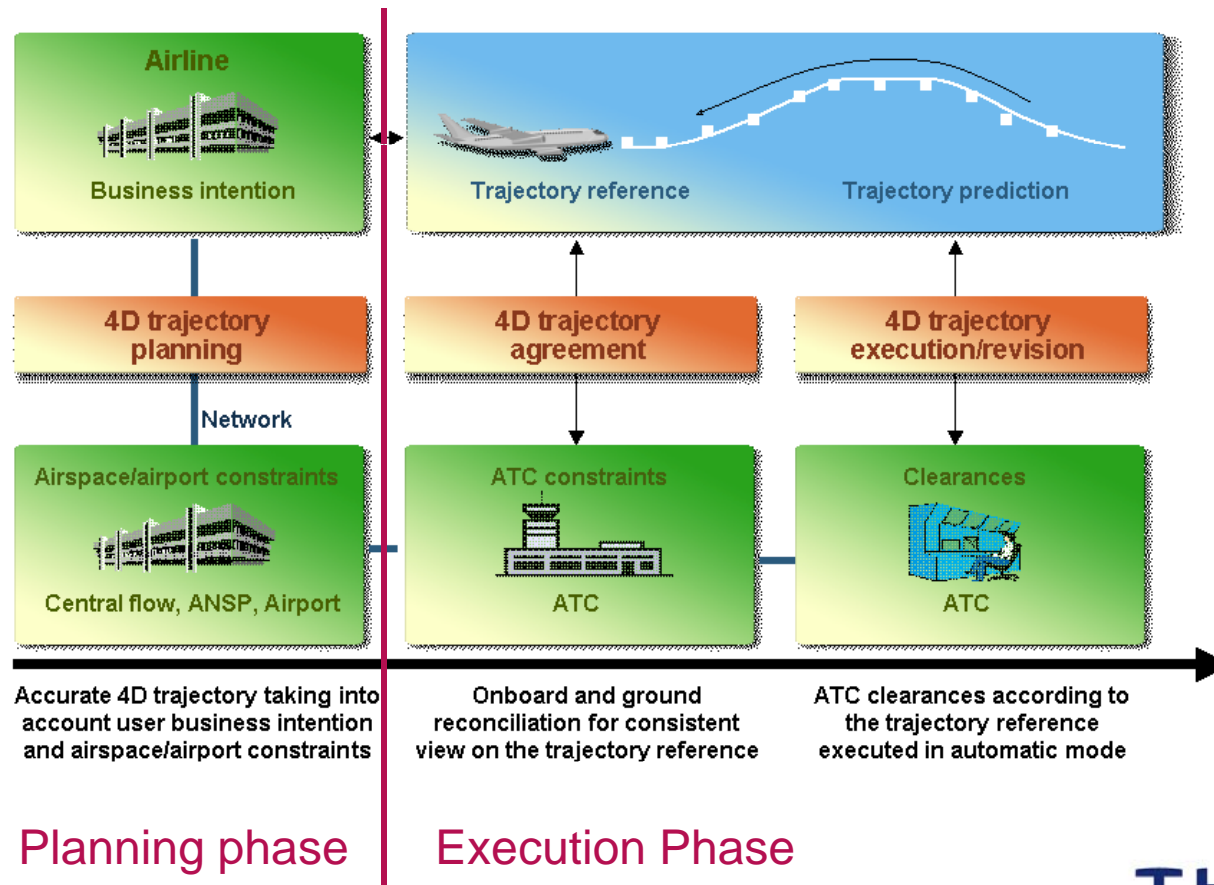 Airline
Business intention
Trajectory reference
Trajectory prediction
4D trajectory
planning
4D trajectory
agreement
4D trajectory
execution/revision
Network
Airspace/airport constraints
Central flow, ANSP, Airport
ATC constraints
ATC
Clearances
ATC
Accurate 4D trajectory taking into
account user business intention
and airspace/airport constraints
Onboard and ground
reconciliation for consistent
view on the trajectory reference
ATC clearances according to
the trajectory reference
executed in automatic mode
Planning phase
Execution Phase